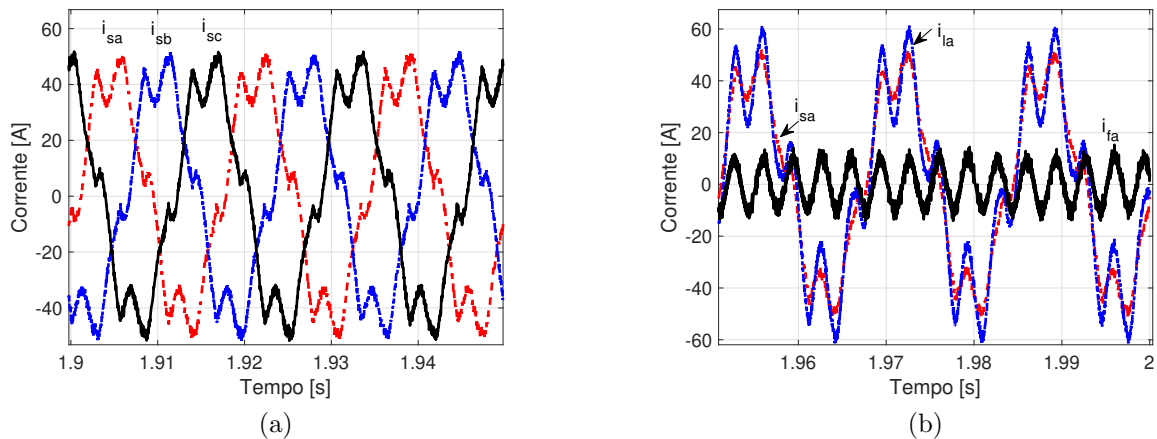 i_sa i_sb i_sc
60
40
20
0
-20
-40
Corrente [A]
1.9 1.91 1.92 1.93 1.94
Tempo [s]
(a)
i_la
i_sa
i_fa
60
40
20
0
-20
-40
-60
Corrente [A]
1.96 1.97 1.98 1.99 2
Tempo [s]
(b)